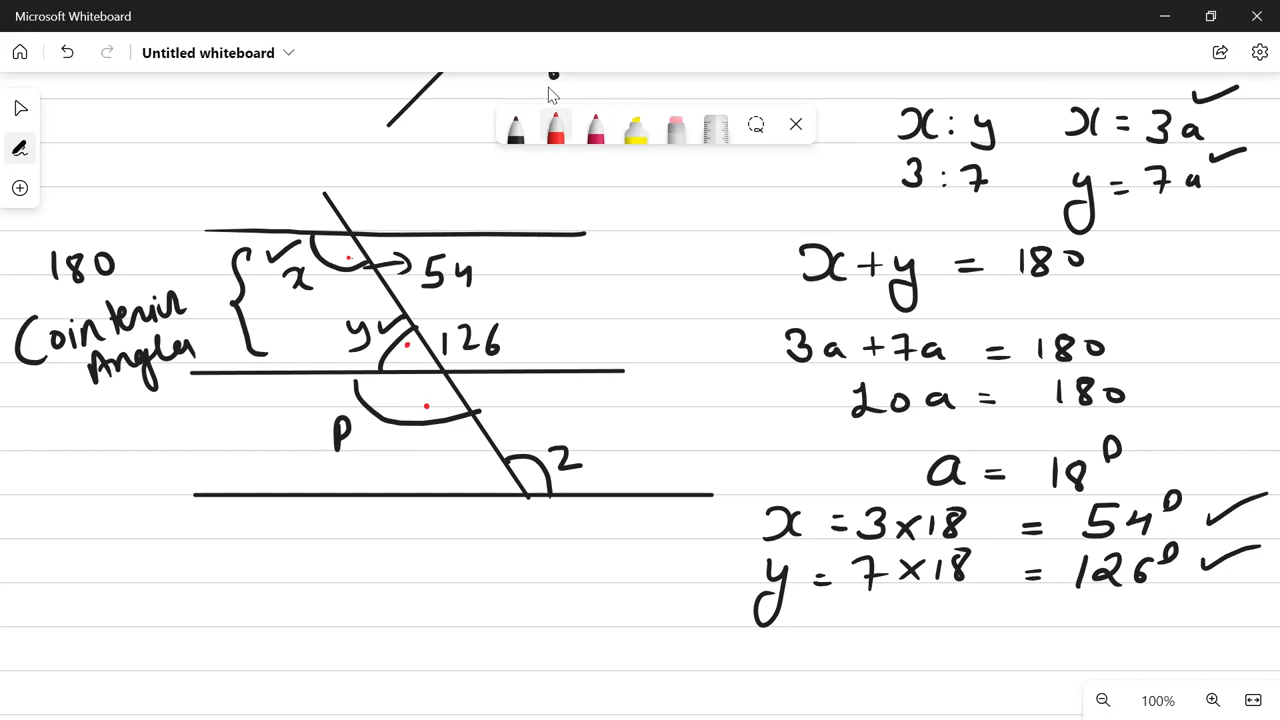 Microsoft Whiteboard
Untitled whiteboard
x : y
x = 3a
3 : 7
y = 7a
180
x
54
x + y = 180
Cointerior
Angles
y
126
3a + 7a = 180
10a = 180
P
z
a = 18°
x = 3 × 18 = 54°
y = 7 × 18 = 126°
100%